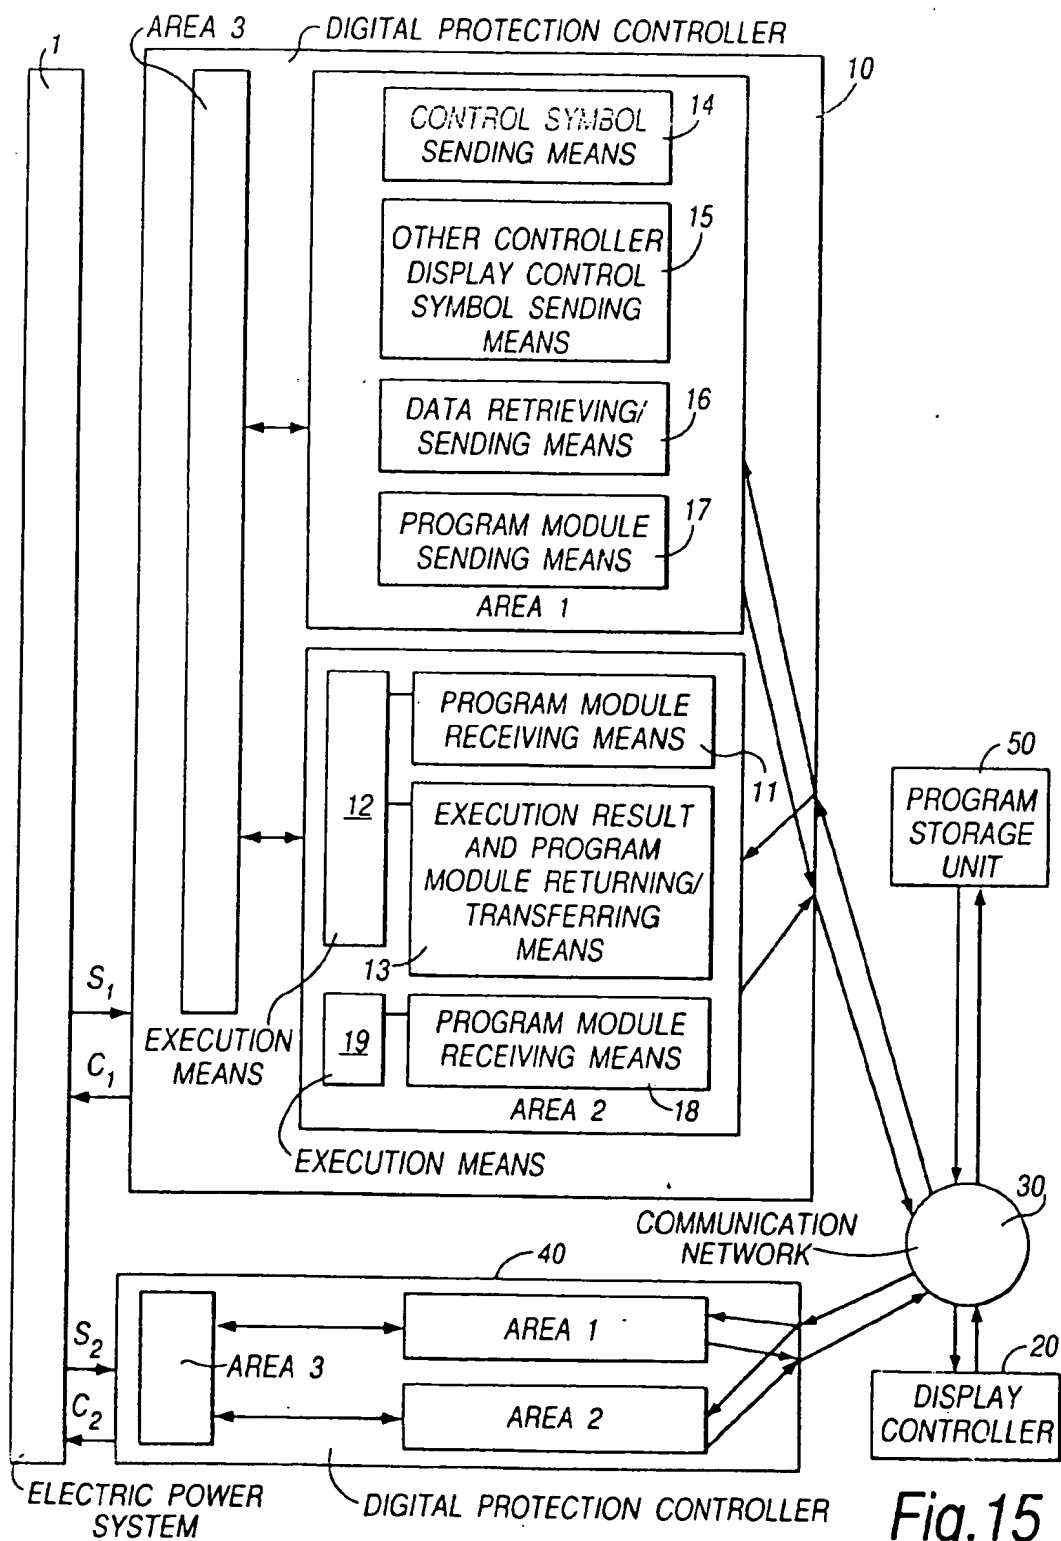 AREA 3
DIGITAL PROTECTION CONTROLLER
1
10
CONTROL SYMBOL
SENDING MEANS
14
OTHER CONTROLLER
DISPLAY CONTROL
SYMBOL SENDING
MEANS
15
DATA RETRIEVING/
SENDING MEANS
16
PROGRAM MODULE
SENDING MEANS
17
AREA 1
PROGRAM MODULE
RECEIVING MEANS
11
12
EXECUTION RESULT
AND PROGRAM
MODULE RETURNING/
TRANSFERRING
MEANS
13
50
PROGRAM
STORAGE
UNIT
S1
EXECUTION
MEANS
19
PROGRAM MODULE
RECEIVING MEANS
C1
AREA 2
18
EXECUTION MEANS
30
COMMUNICATION
NETWORK
40
S2
AREA 1
AREA 3
C2
AREA 2
20
DISPLAY
CONTROLLER
ELECTRIC POWER
SYSTEM
DIGITAL PROTECTION CONTROLLER
Fig.15